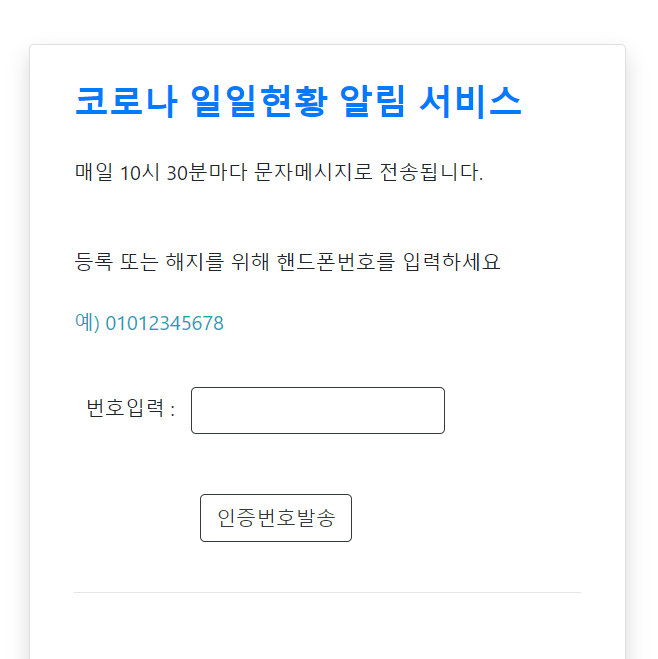 코로나 일일현황 알림 서비스
매일 10시 30분마다 문자메시지로 전송됩니다.
등록 또는 해지를 위해 핸드폰번호를 입력하세요
예) 01012345678
번호입력 :
인증번호발송